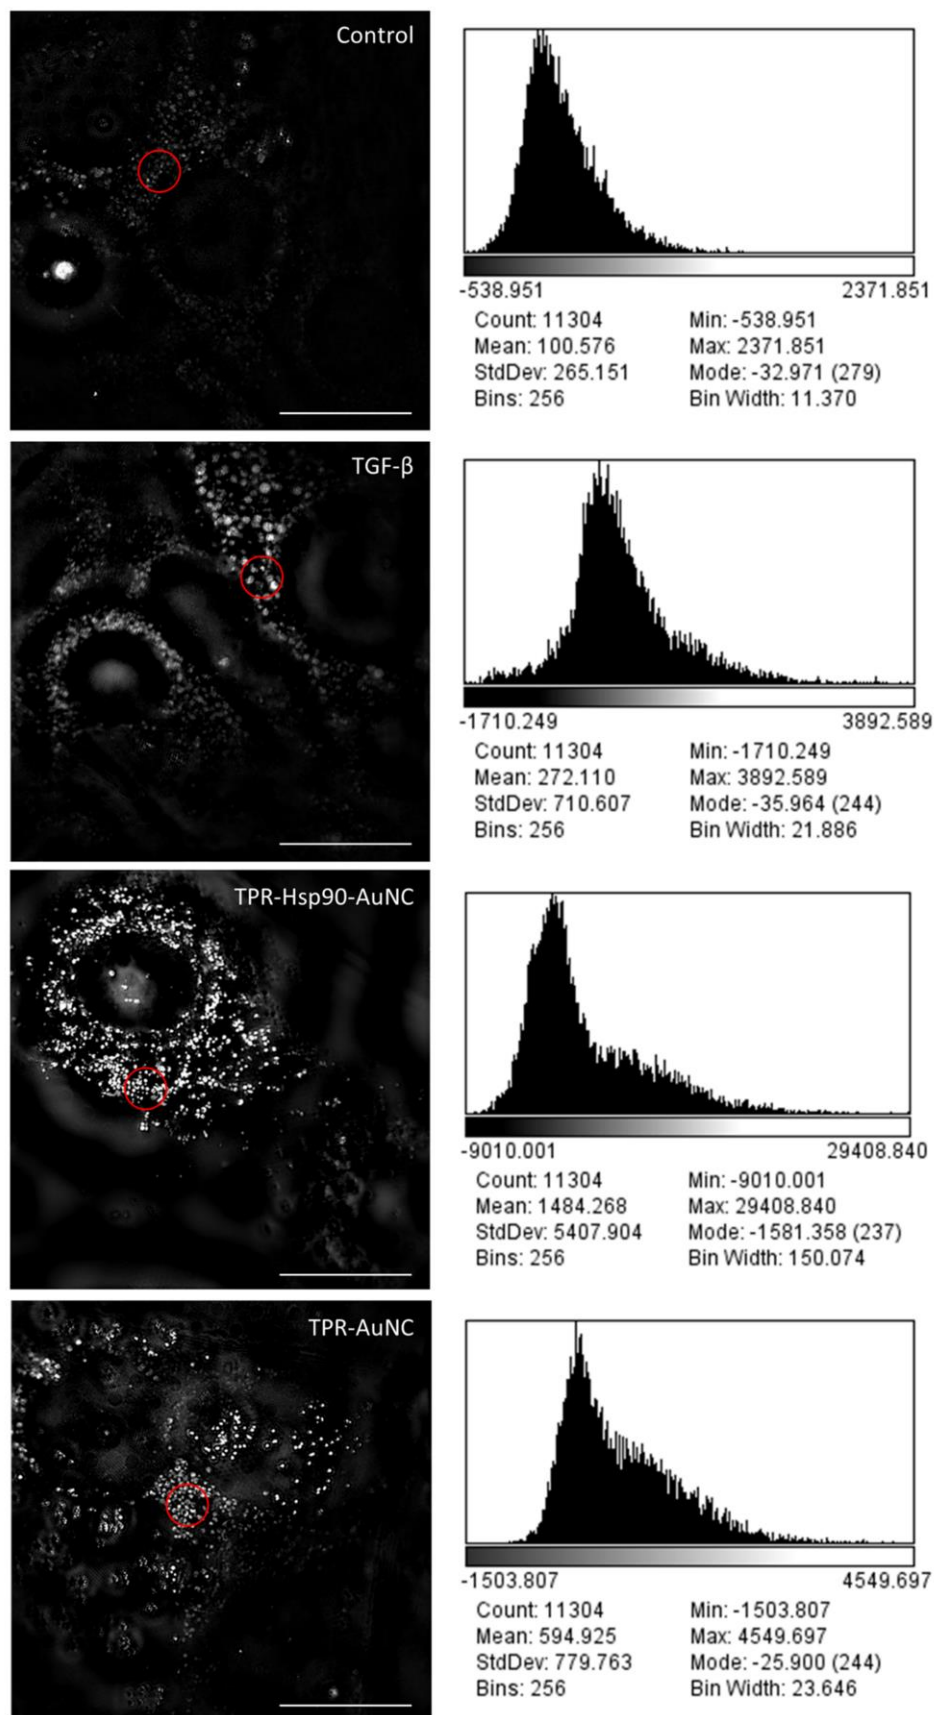 Control
-538.951 2371.851
Count: 11304 Min: -538.951
Mean: 100.576 Max: 2371.851
StdDev: 265.151 Mode: -32.971 (279)
Bins: 256 Bin Width: 11.370
TGF-β
-1710.249 3892.589
Count: 11304 Min: -1710.249
Mean: 272.110 Max: 3892.589
StdDev: 710.607 Mode: -35.964 (244)
Bins: 256 Bin Width: 21.886
TPR-Hsp90-AuNC
-9010.001 29408.840
Count: 11304 Min: -9010.001
Mean: 1484.268 Max: 29408.840
StdDev: 5407.904 Mode: -1581.358 (237)
Bins: 256 Bin Width: 150.074
TPR-AuNC
-1503.807 4549.697
Count: 11304 Min: -1503.807
Mean: 594.925 Max: 4549.697
StdDev: 779.763 Mode: -25.900 (244)
Bins: 256 Bin Width: 23.646